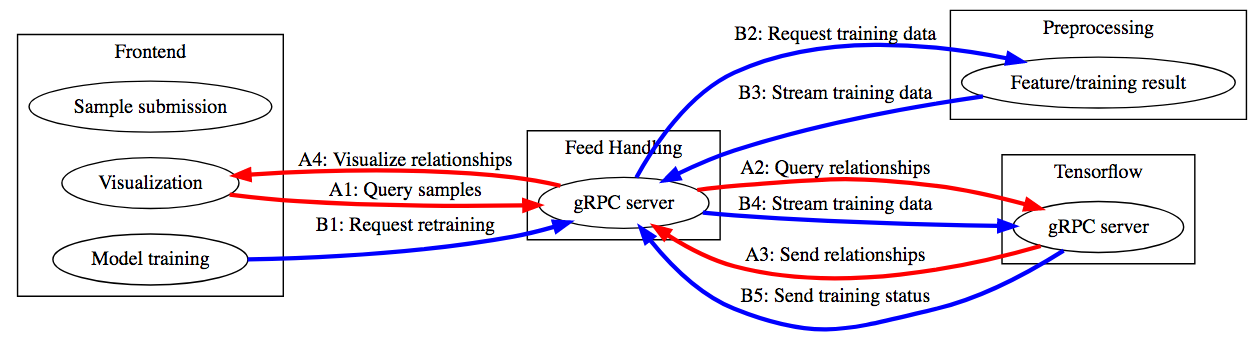 Frontend
Sample submission
Visualization
Model training
A4: Visualize relationships
A1: Query samples
B1: Request retraining
Feed Handling
gRPC server
B2: Request training data
B3: Stream training data
A2: Query relationships
B4: Stream training data
A3: Send relationships
B5: Send training status
Preprocessing
Feature/training result
Tensorflow
gRPC server